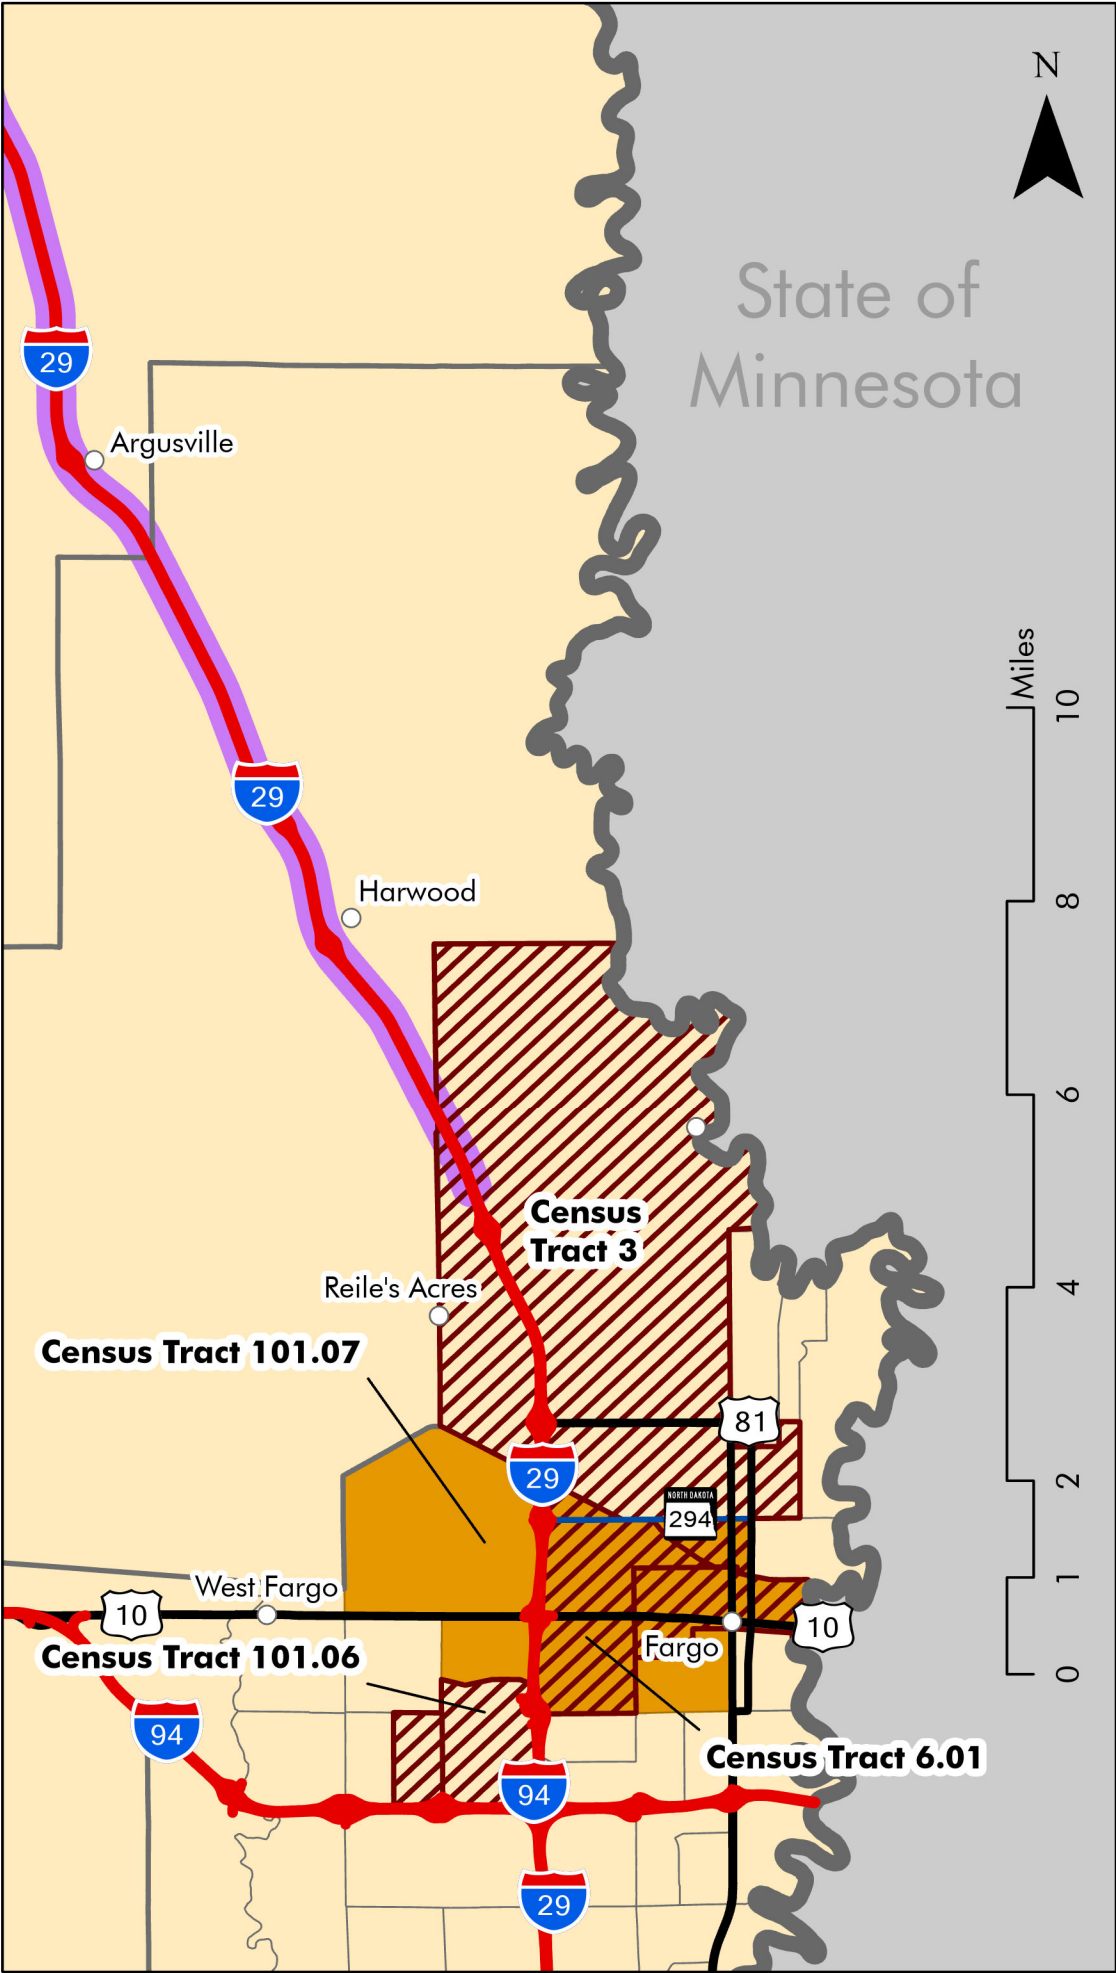 N
State of
Minnesota
29
Argusville
Miles
10
29
8
Harwood
6
Census
Tract 3
4
Reile's Acres
Census Tract 101.07
81
29
2
NORTH DAKOTA
294
1
West Fargo
10
10
Fargo
Census Tract 101.06
0
94
Census Tract 6.01
94
29